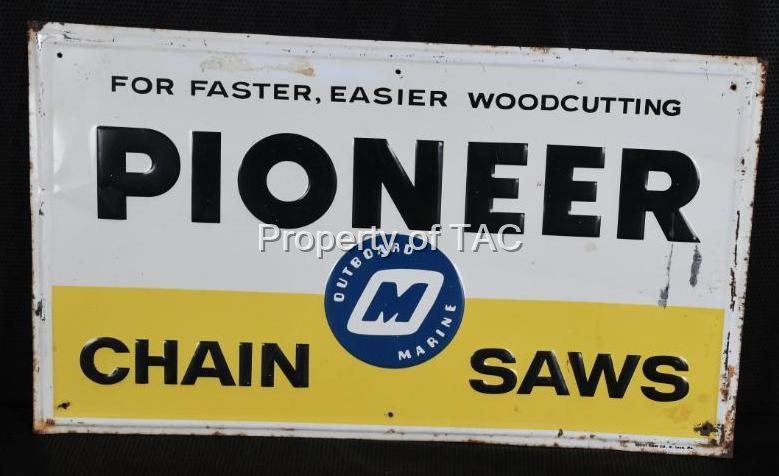 FOR FASTER, EASIER WOODCUTTING
PIONEER
Property of TAC
OUTBOARD
M
MARINE
CHAIN SAWS